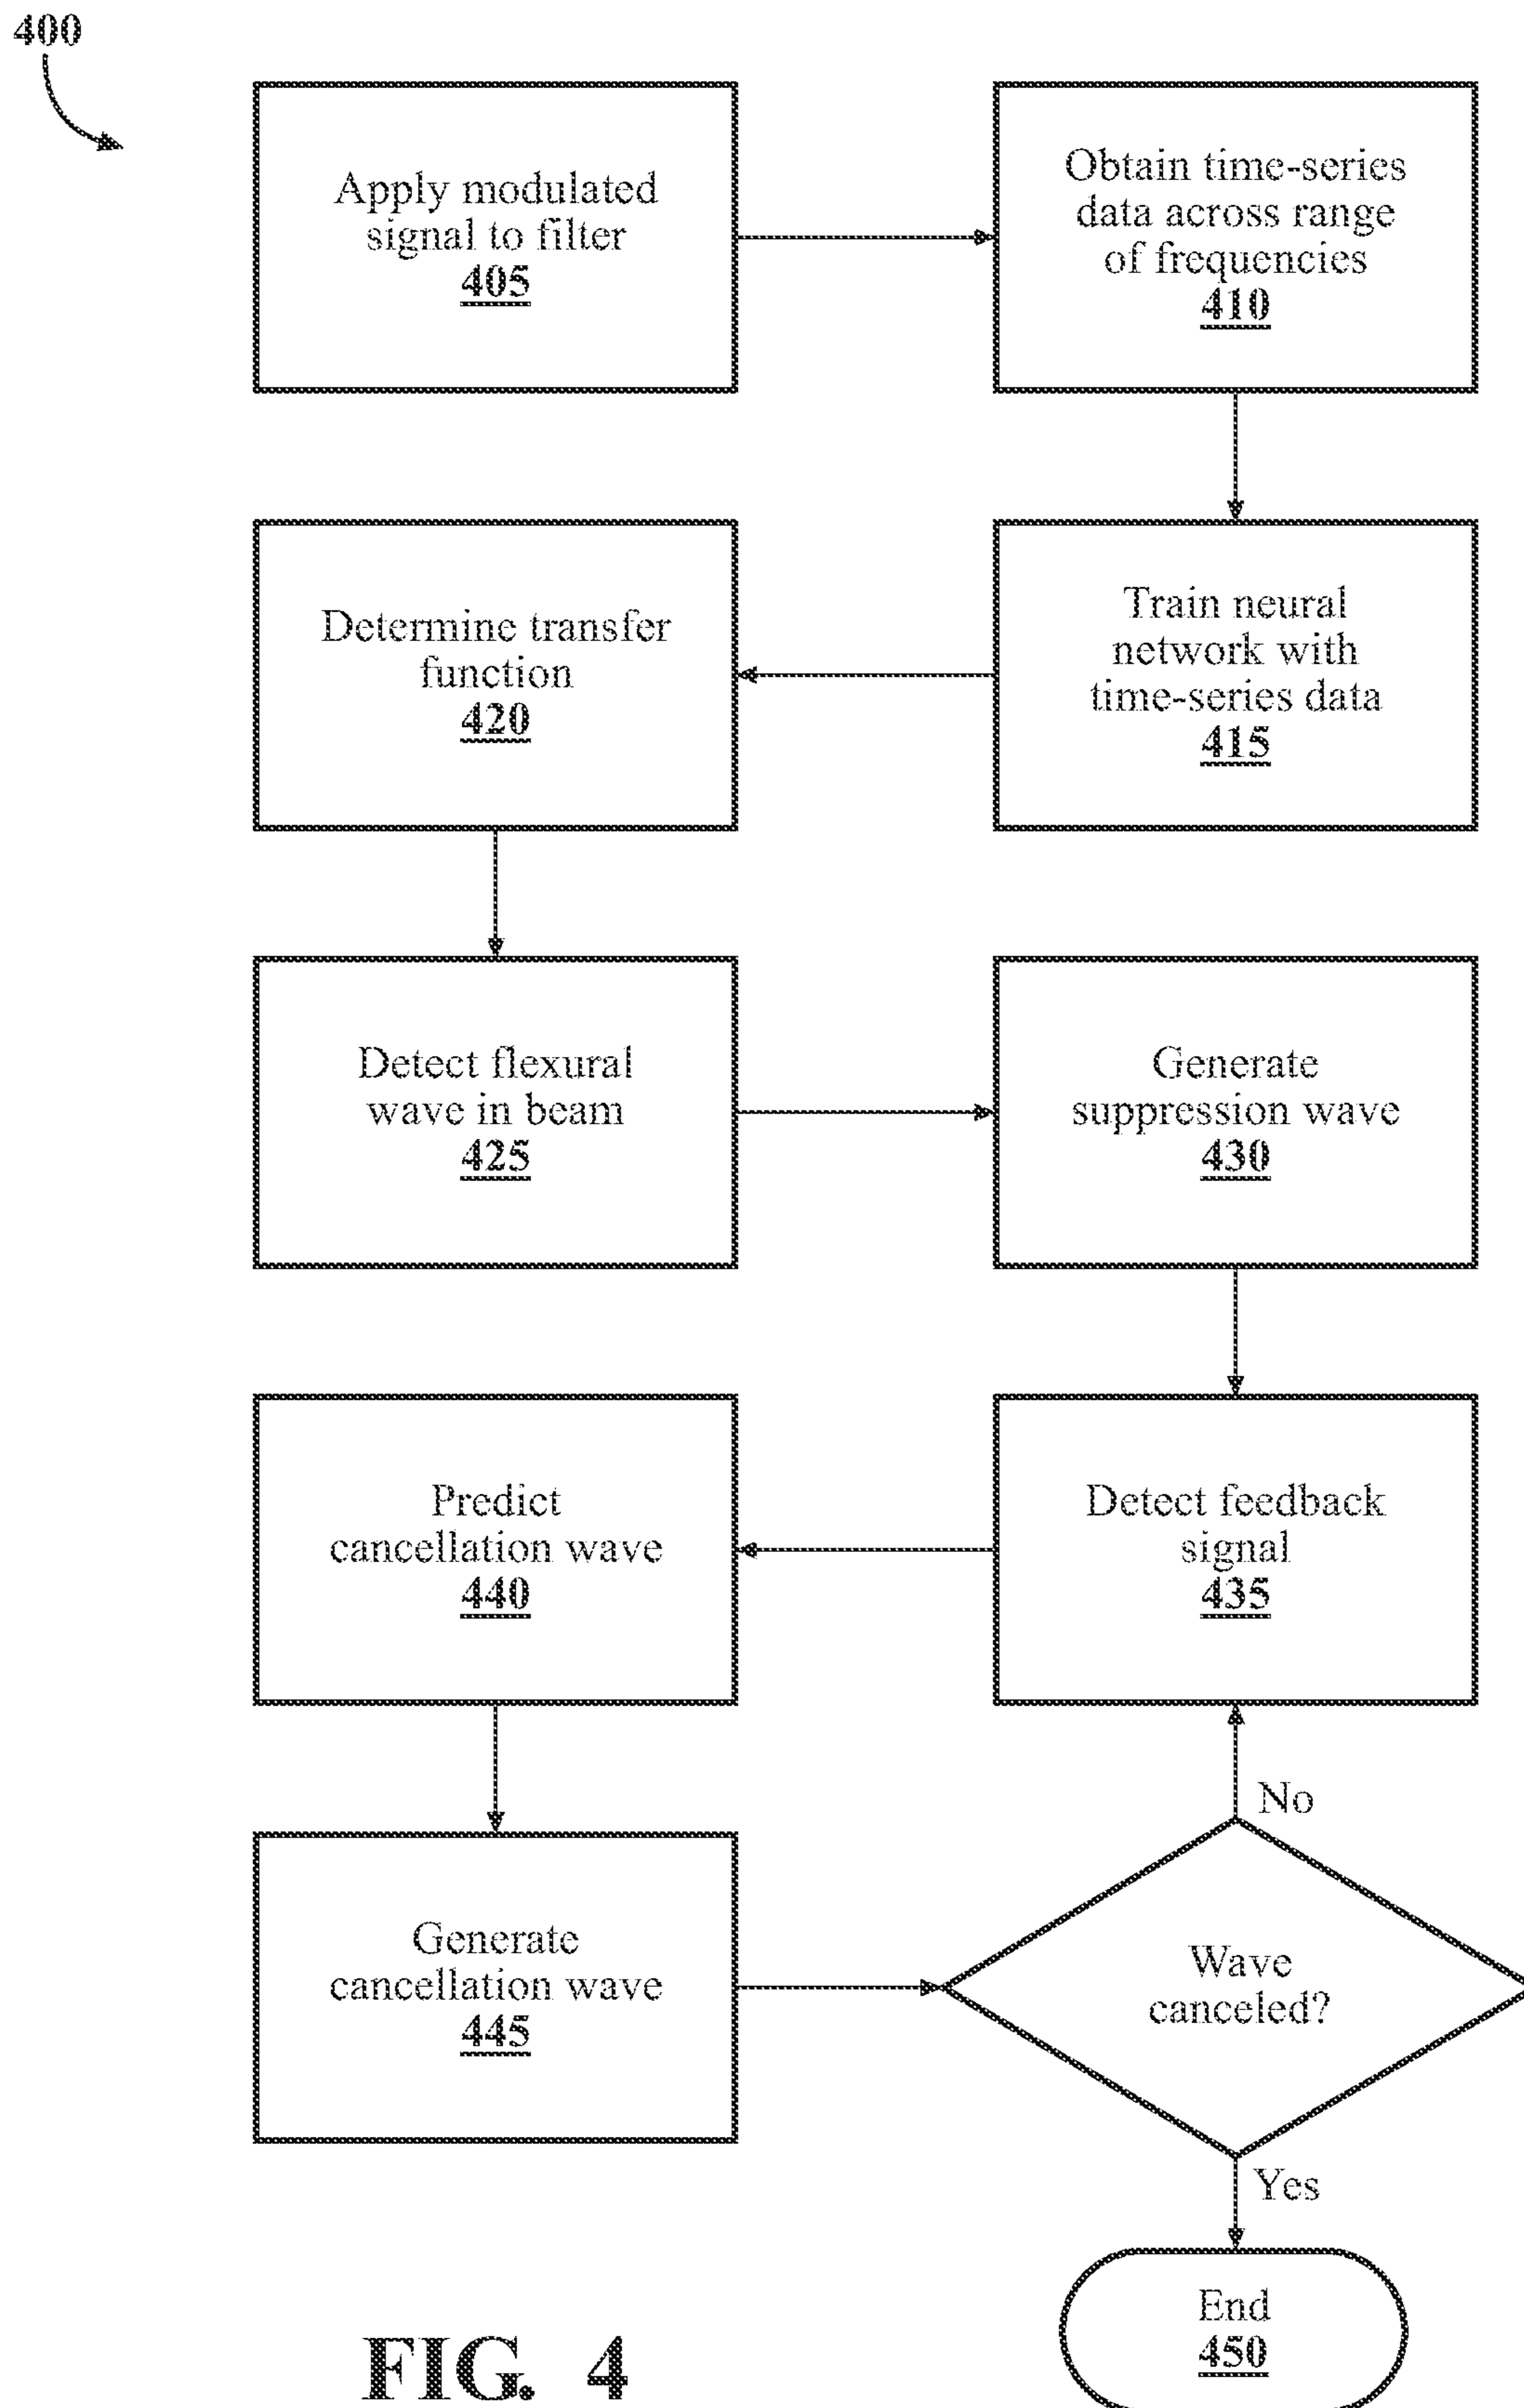 400
Apply modulated
signal to filter
405
Obtain time-series
data across range
of frequencies
410
Train neural
network with
time-series data
415
Determine transfer
function
420
Detect flexural
wave in beam
425
Generate
suppression wave
430
Detect feedback
signal
435
Predict
cancellation wave
440
Generate
cancellation wave
445
Wave
canceled?
No
Yes
End
450
FIG. 4